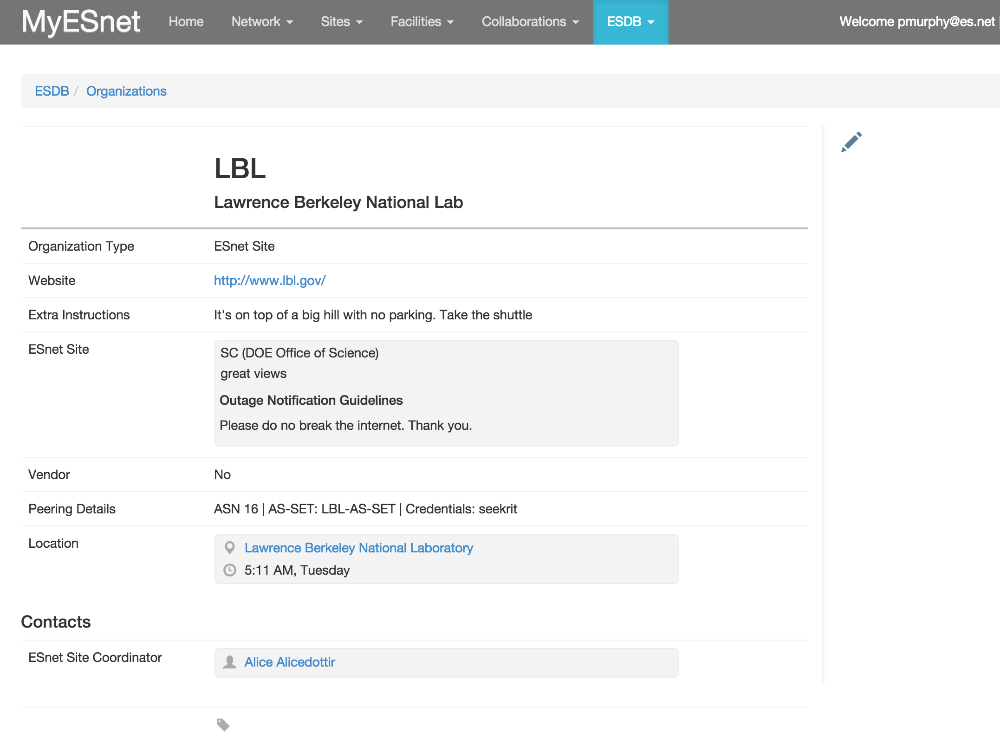 MyESnet Home Network Sites Facilities Collaborations ESDB Welcome pmurphy@es.net |
ESDB / Organizations
LBL
Lawrence Berkeley National Lab
Organization Type ESnet Site
Website http://www.lbl.gov/
Extra Instructions It's on top of a big hill with no parking. Take the shuttle
ESnet Site SC (DOE Office of Science)
great views
Outage Notification Guidelines
Please do no break the internet. Thank you.
Vendor No
Peering Details ASN 16 | AS-SET: LBL-AS-SET | Credentials: seekrit
Location Lawrence Berkeley National Laboratory
5:11 AM, Tuesday
Contacts
ESnet Site Coordinator Alice Alicedottir